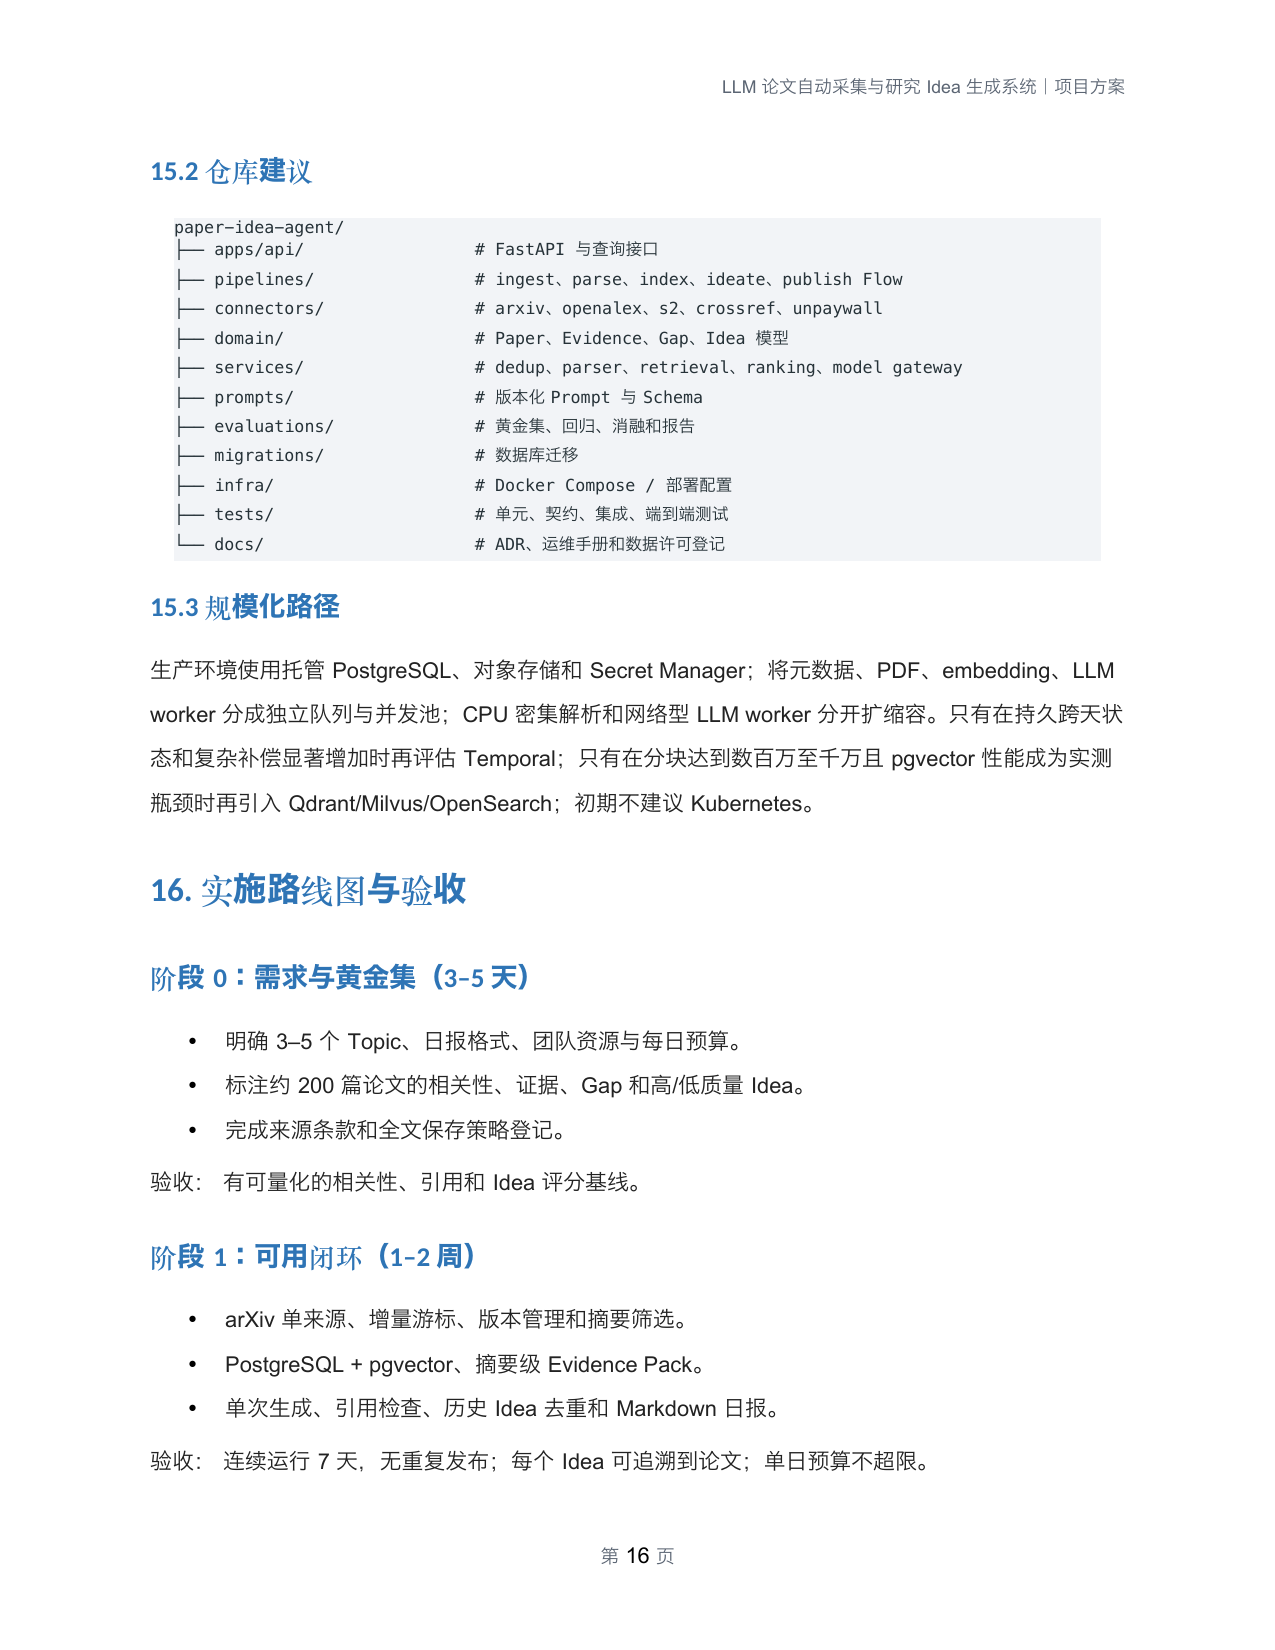 LLM 论文自动采集与研究 Idea 生成系统｜项目方案
15.2 仓库建议
paper-idea-agent/
├── apps/api/                  # FastAPI 与查询接口
├── pipelines/                 # ingest、parse、index、ideate、publish Flow
├── connectors/                # arxiv、openalex、s2、crossref、unpaywall
├── domain/                    # Paper、Evidence、Gap、Idea 模型
├── services/                  # dedup、parser、retrieval、ranking、model gateway
├── prompts/                   # 版本化 Prompt 与 Schema
├── evaluations/               # 黄金集、回归、消融和报告
├── migrations/                # 数据库迁移
├── infra/                     # Docker Compose / 部署配置
├── tests/                     # 单元、契约、集成、端到端测试
└── docs/                      # ADR、运维手册和数据许可登记
15.3 规模化路径
生产环境使用托管 PostgreSQL、对象存储和 Secret Manager；将元数据、PDF、embedding、LLM
worker 分成独立队列与并发池；CPU 密集解析和网络型 LLM worker 分开扩缩容。只有在持久跨天状
态和复杂补偿显著增加时再评估 Temporal；只有在分块达到数百万至千万且 pgvector 性能成为实测
瓶颈时再引入 Qdrant/Milvus/OpenSearch；初期不建议 Kubernetes。
16. 实施路线图与验收
阶段 0：需求与黄金集（3–5 天）
• 明确 3–5 个 Topic、日报格式、团队资源与每日预算。
• 标注约 200 篇论文的相关性、证据、Gap 和高/低质量 Idea。
• 完成来源条款和全文保存策略登记。
验收： 有可量化的相关性、引用和 Idea 评分基线。
阶段 1：可用闭环（1–2 周）
• arXiv 单来源、增量游标、版本管理和摘要筛选。
• PostgreSQL + pgvector、摘要级 Evidence Pack。
• 单次生成、引用检查、历史 Idea 去重和 Markdown 日报。
验收： 连续运行 7 天，无重复发布；每个 Idea 可追溯到论文；单日预算不超限。
第 16 页